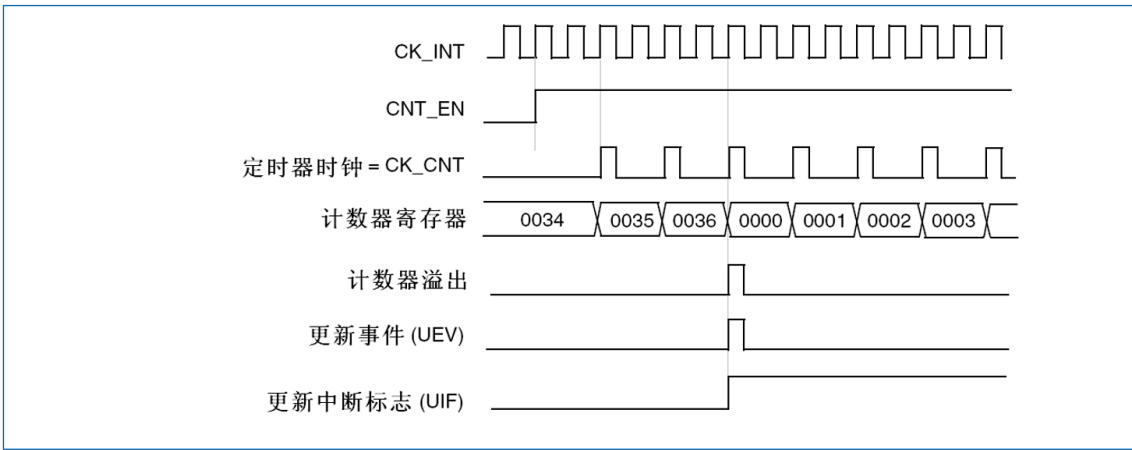 CK_INT
CNT_EN
定时器时钟 = CK_CNT
计数器寄存器 0034 0035 0036 0000 0001 0002 0003
计数器溢出
更新事件 (UEV)
更新中断标志 (UIF)